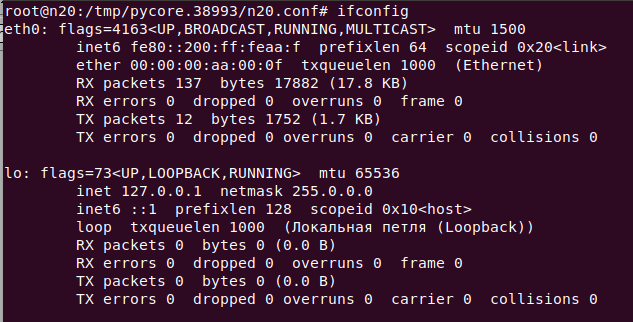 root@n20:/tmp/pycore.38993/n20.conf# ifconfig
eth0: flags=4163<UP,BROADCAST,RUNNING,MULTICAST>  mtu 1500
        inet6 fe80::200:ff:feaa:f  prefixlen 64  scopeid 0x20<link>
        ether 00:00:00:aa:00:0f  txqueuelen 1000  (Ethernet)
        RX packets 137  bytes 17882 (17.8 KB)
        RX errors 0  dropped 0  overruns 0  frame 0
        TX packets 12  bytes 1752 (1.7 KB)
        TX errors 0  dropped 0 overruns 0  carrier 0  collisions 0

lo: flags=73<UP,LOOPBACK,RUNNING>  mtu 65536
        inet 127.0.0.1  netmask 255.0.0.0
        inet6 ::1  prefixlen 128  scopeid 0x10<host>
        loop  txqueuelen 1000  (Локальная петля (Loopback))
        RX packets 0  bytes 0 (0.0 B)
        RX errors 0  dropped 0  overruns 0  frame 0
        TX packets 0  bytes 0 (0.0 B)
        TX errors 0  dropped 0 overruns 0  carrier 0  collisions 0